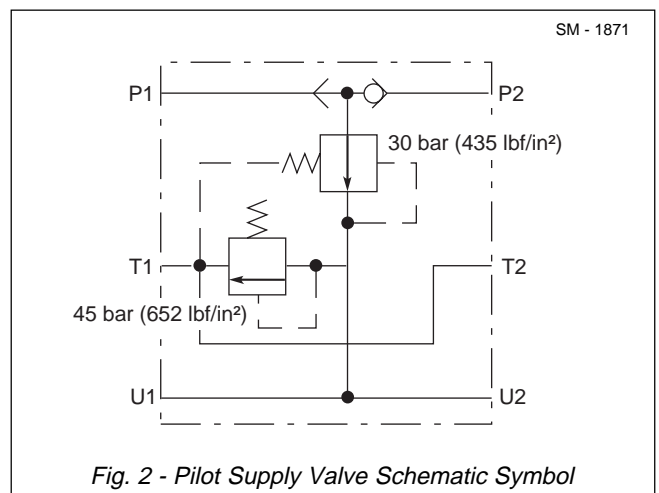 SM - 1871
P1
P2
30 bar (435 lbf/in²)
T1
T2
45 bar (652 lbf/in²)
U1
U2
Fig. 2 - Pilot Supply Valve Schematic Symbol